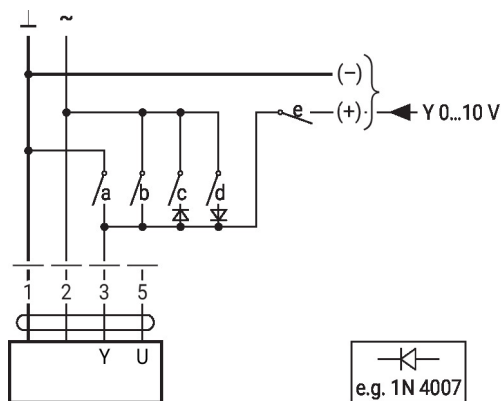 ⊥ ~
(–)
(+) Y 0...10 V
e
a b c d
1 2 3 5
Y U
e.g. 1N 4007